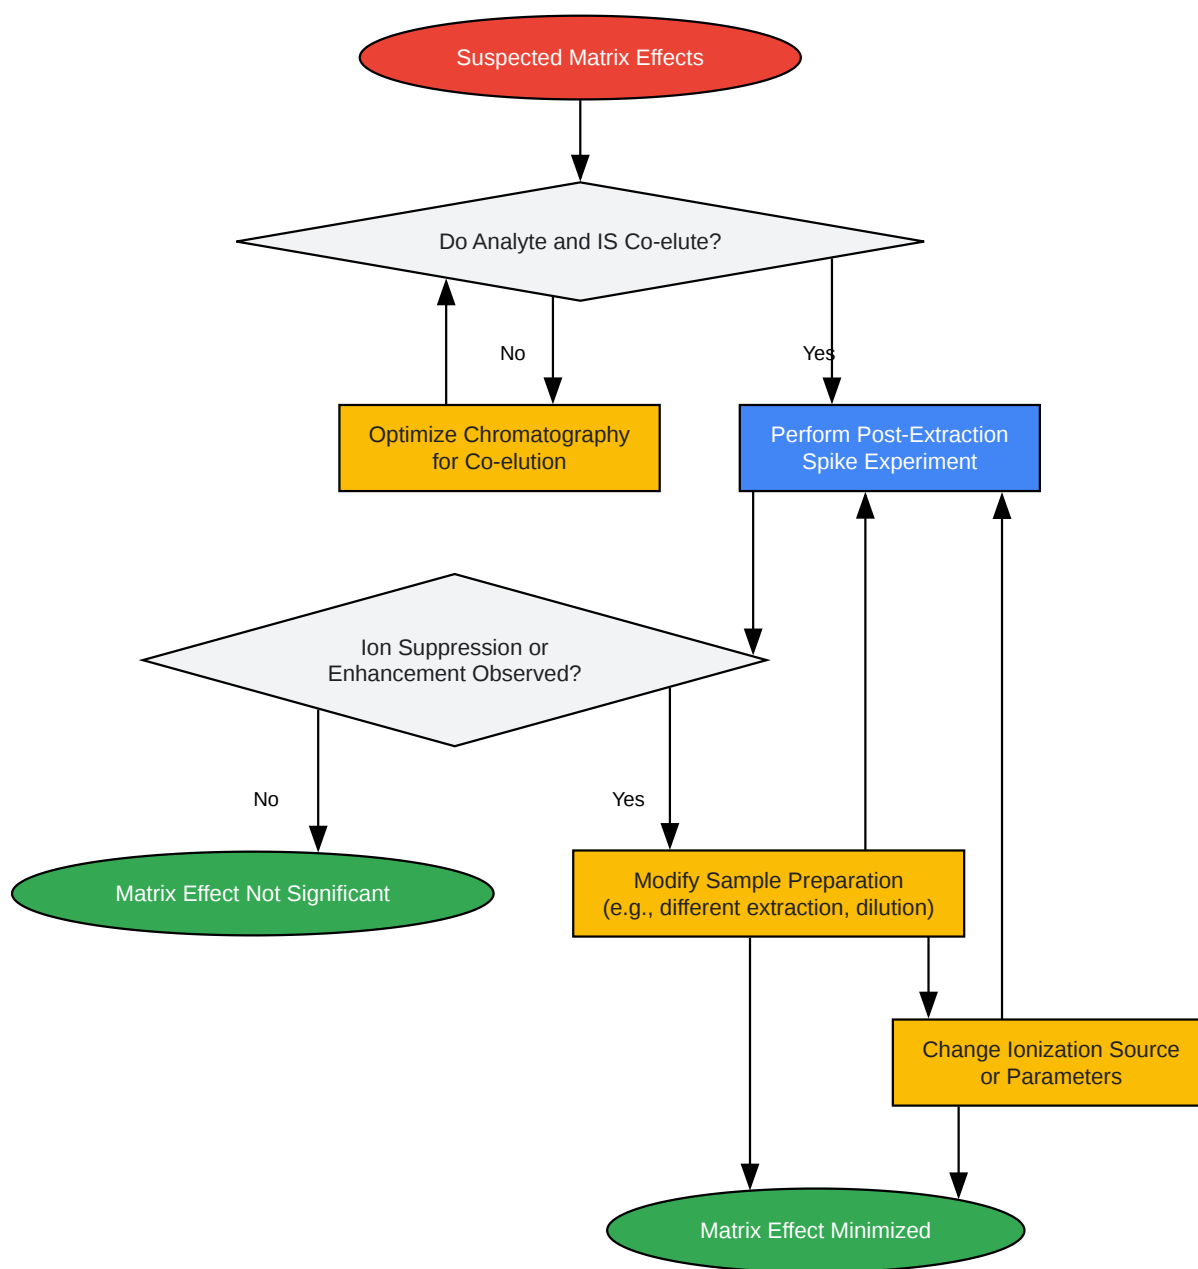 Suspected Matrix Effects
Do Analyte and IS Co-elute?
No
Yes
Optimize Chromatography
for Co-elution
Perform Post-Extraction
Spike Experiment
Ion Suppression or
Enhancement Observed?
No
Yes
Matrix Effect Not Significant
Modify Sample Preparation
(e.g., different extraction, dilution)
Change Ionization Source
or Parameters
Matrix Effect Minimized